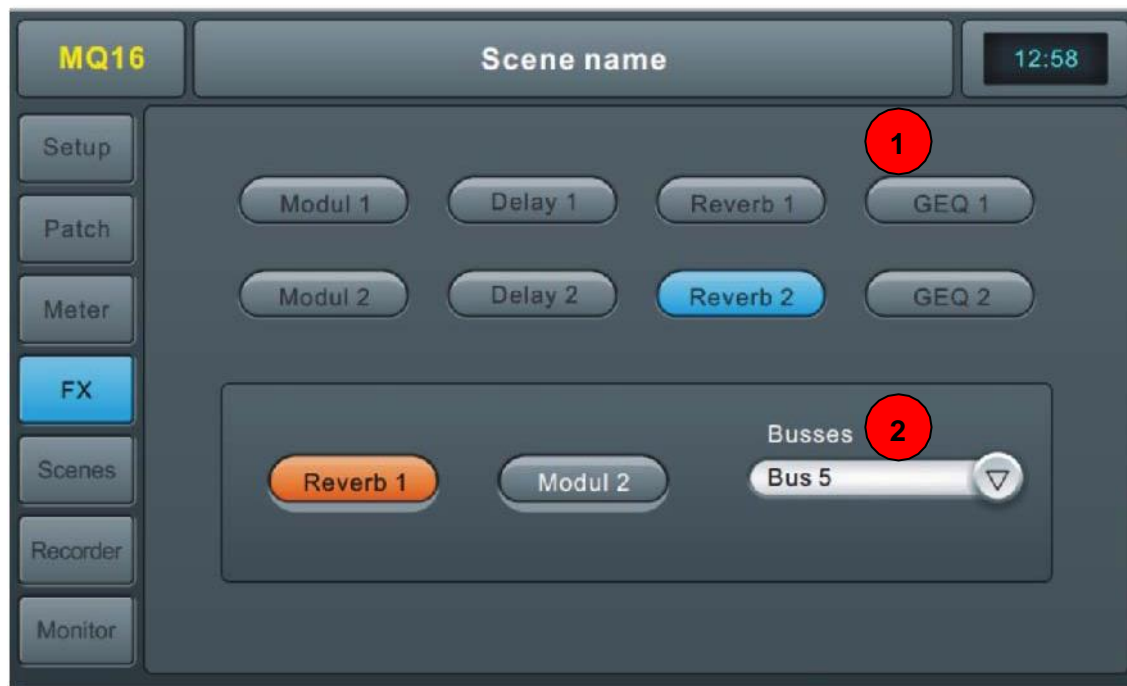 MQ16
Scene name
12:58
Setup
Patch
Meter
FX
Scenes
Recorder
Monitor
1
Modul 1 Delay 1 Reverb 1 GEQ 1
Modul 2 Delay 2 Reverb 2 GEQ 2
Busses 2
Reverb 1 Modul 2 Bus 5